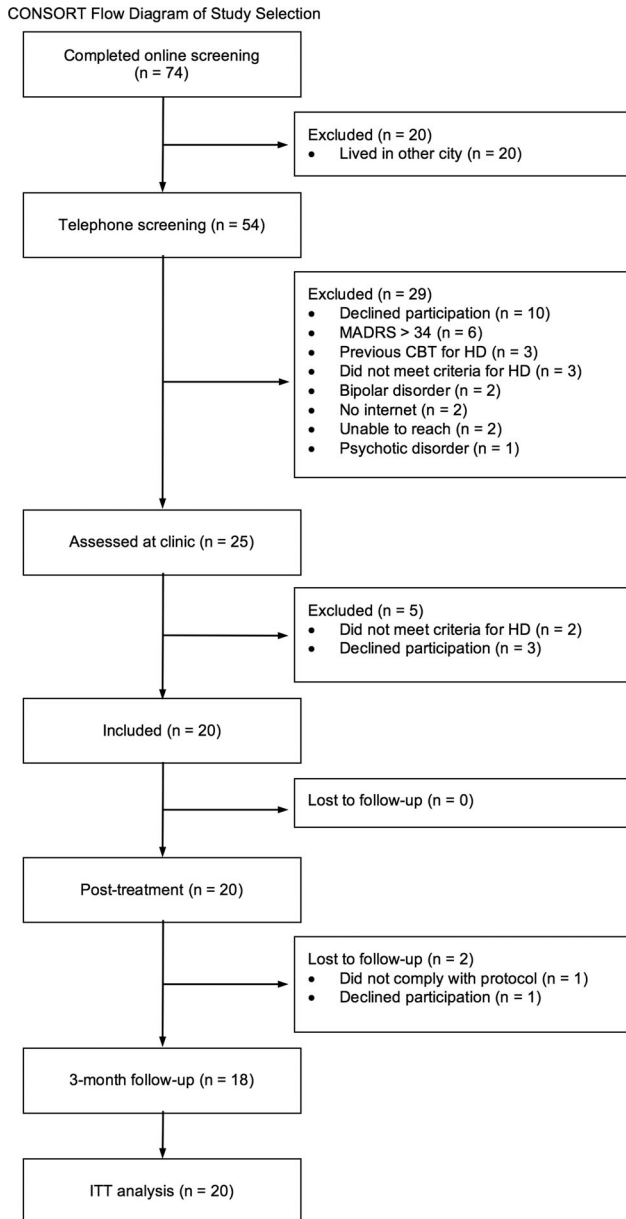 CONSORT Flow Diagram of Study Selection
Completed online screening
(n = 74)
Excluded (n = 20)
• Lived in other city (n = 20)
Telephone screening (n = 54)
Excluded (n = 29)
• Declined participation (n = 10)
• MADRS > 34 (n = 6)
• Previous CBT for HD (n = 3)
• Did not meet criteria for HD (n = 3)
• Bipolar disorder (n = 2)
• No internet (n = 2)
• Unable to reach (n = 2)
• Psychotic disorder (n = 1)
Assessed at clinic (n = 25)
Excluded (n = 5)
• Did not meet criteria for HD (n = 2)
• Declined participation (n = 3)
Included (n = 20)
Lost to follow-up (n = 0)
Post-treatment (n = 20)
Lost to follow-up (n = 2)
• Did not comply with protocol (n = 1)
• Declined participation (n = 1)
3-month follow-up (n = 18)
ITT analysis (n = 20)